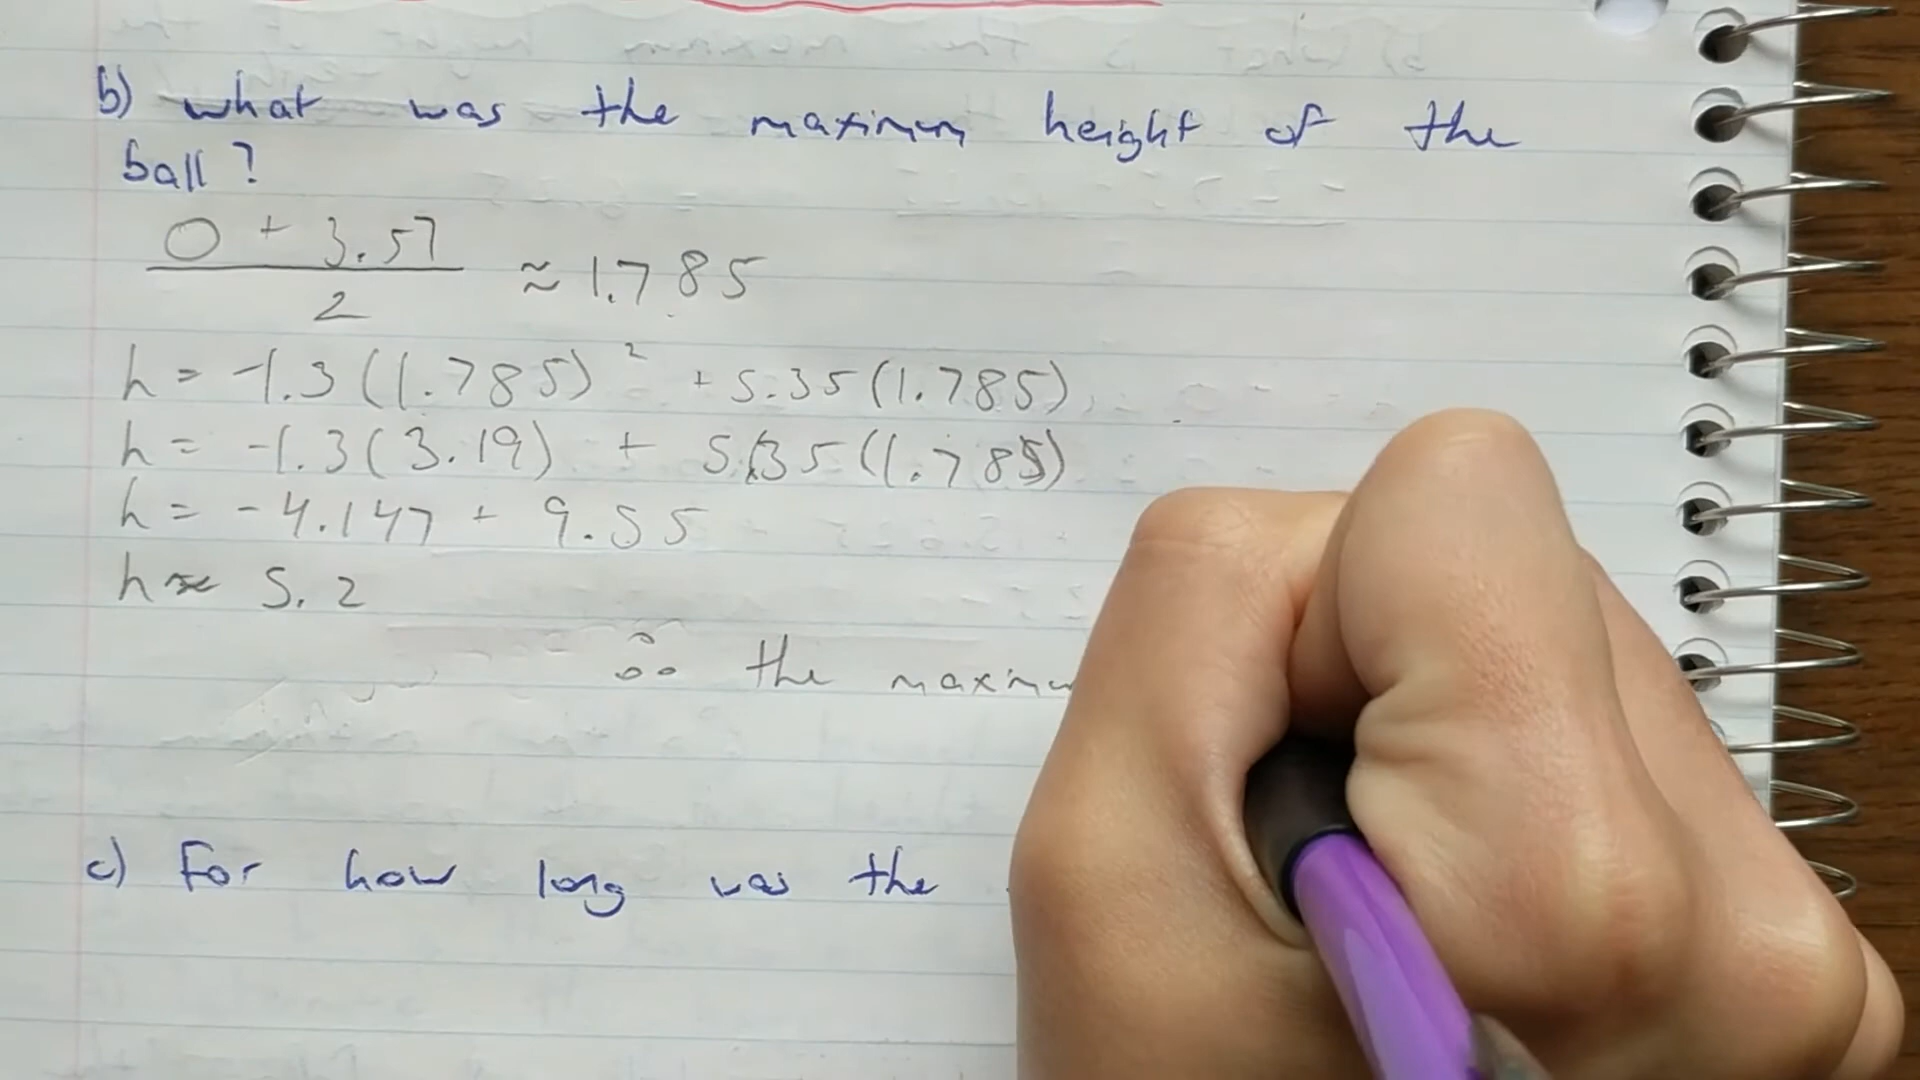 b) what was the maximum height of the
ball?
0 + 3.57
2
≈ 1.785
h = -1.3(1.785)² + 5.35(1.785)
h = -1.3(3.19) + 5.35(1.785)
h = -4.147 + 9.55
h ≈ 5.2
∴ the maximu
c) For how long was the